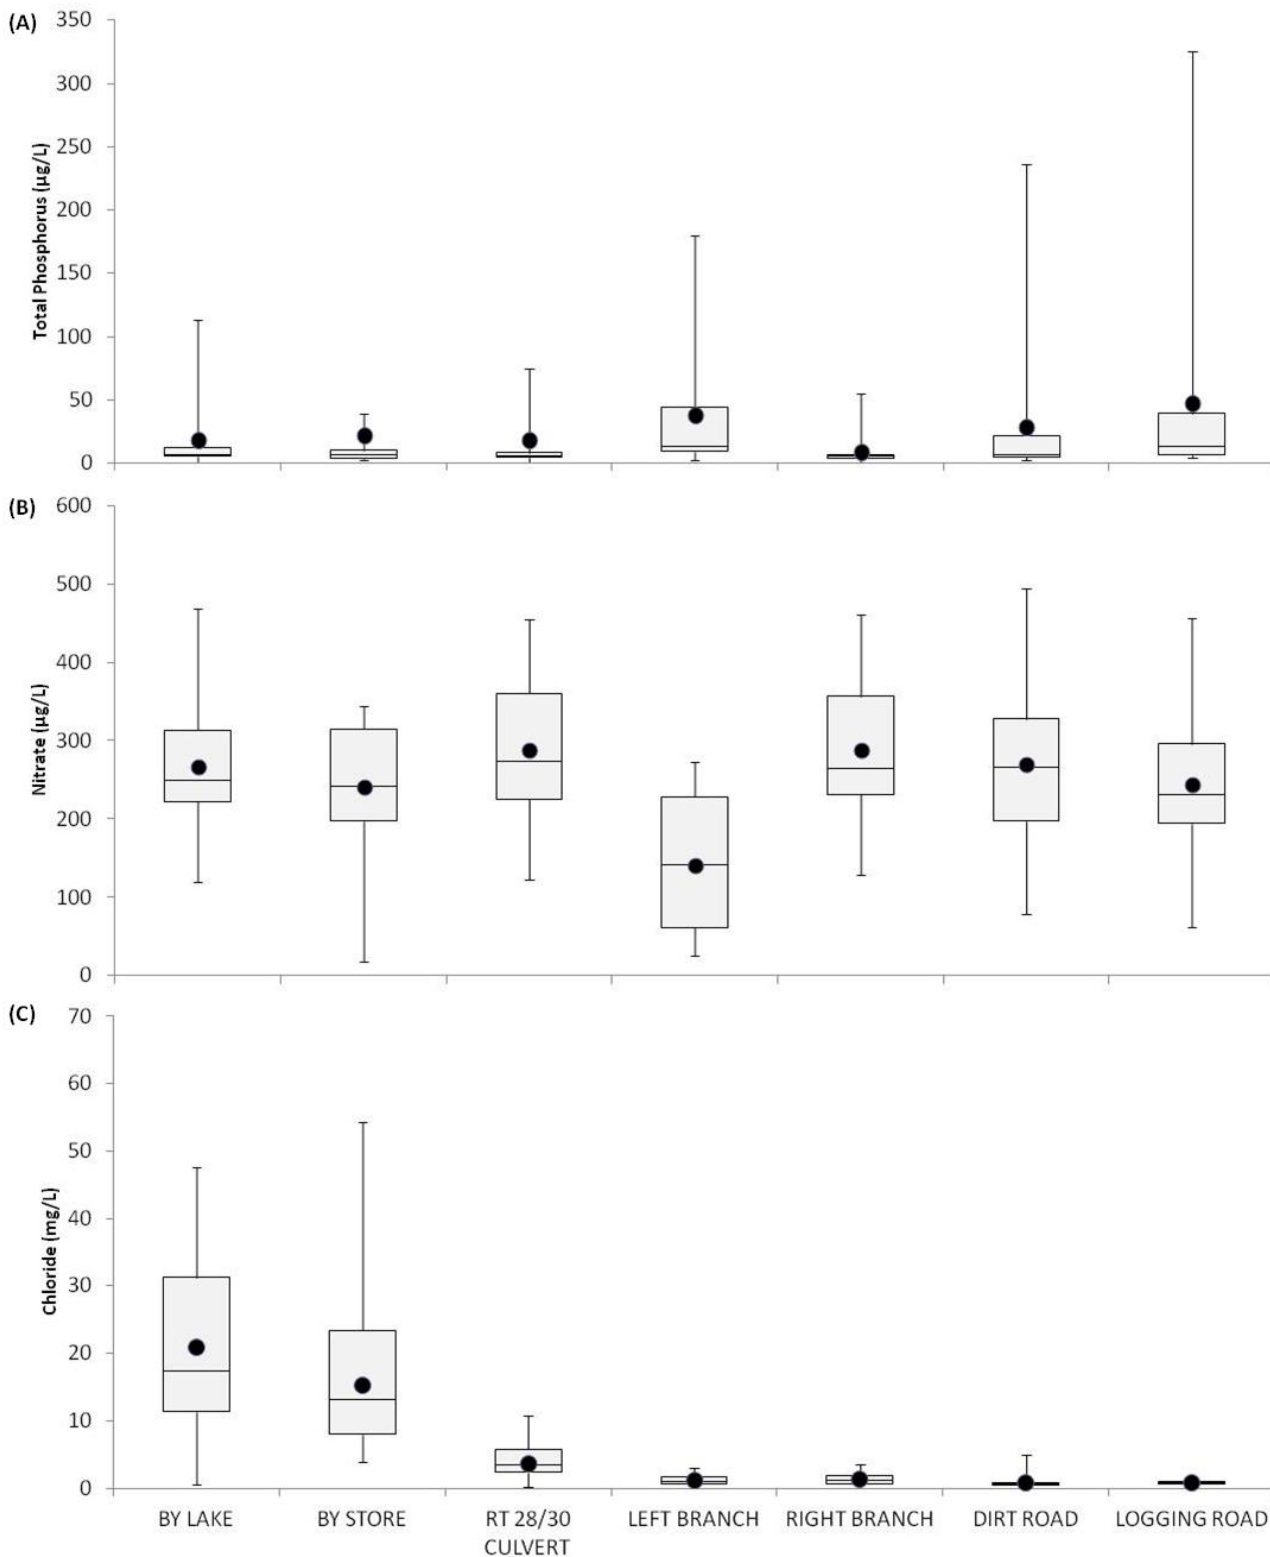 (A)
350
300
250
200
150
100
50
0
Total Phosphorus (µg/L)
(B)
600
500
400
300
200
100
0
Nitrate (µg/L)
(C)
70
60
50
40
30
20
10
0
Chloride (mg/L)
BY LAKE
BY STORE
RT 28/30
CULVERT
LEFT BRANCH
RIGHT BRANCH
DIRT ROAD
LOGGING ROAD